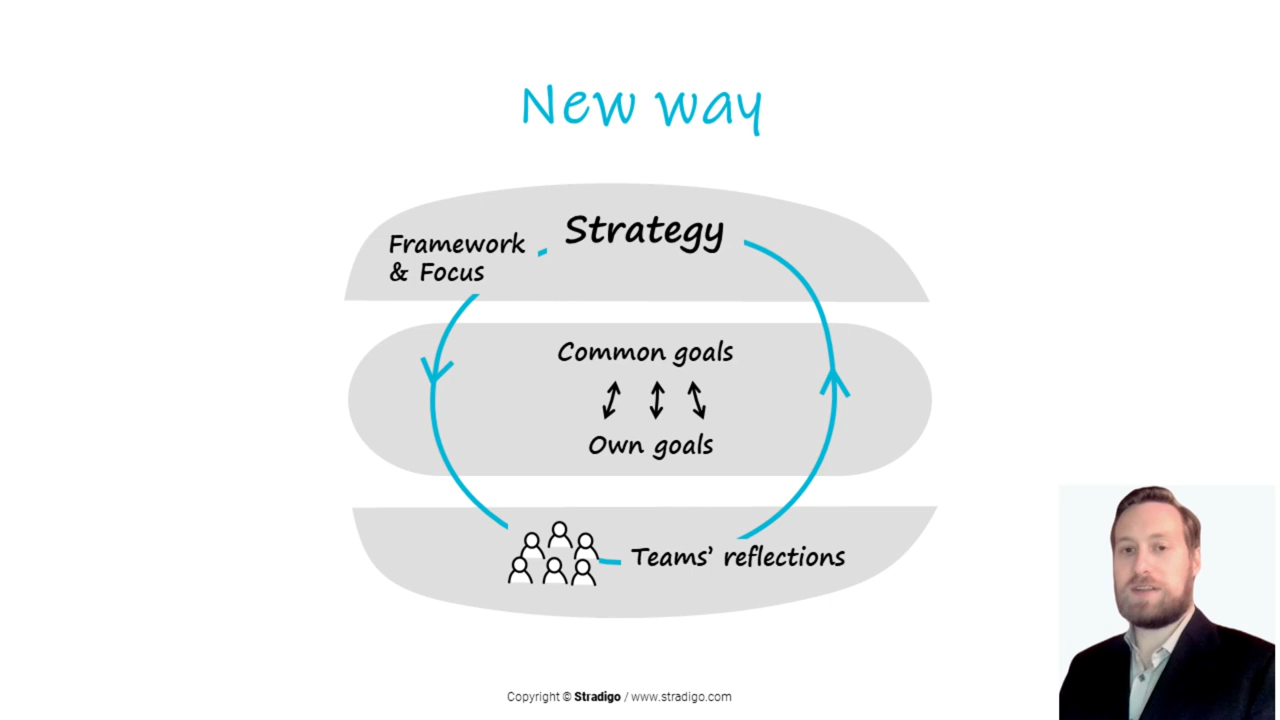 New way
Strategy
Framework
& Focus
Common goals
Own goals
Teams’ reflections
Copyright © Stradigo / www.stradigo.com